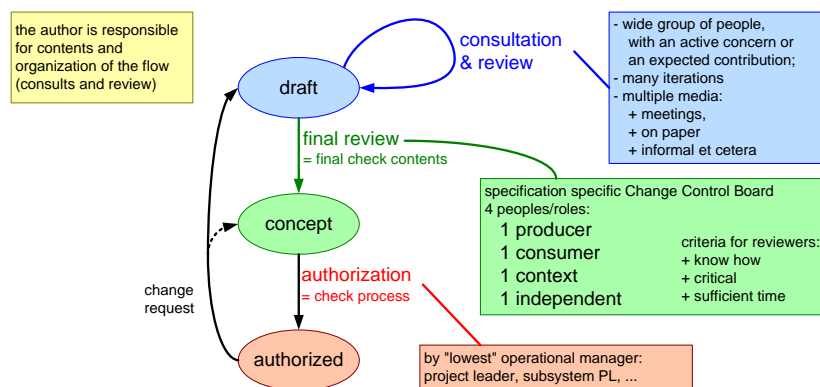 the author is responsible
for contents and
organization of the flow
(consults and review)
consultation
& review
- wide group of people,
with an active concern or
an expected contribution;
- many iterations
- multiple media:
+ meetings,
+ on paper
+ informal et cetera
draft
final review
= final check contents
specification specific Change Control Board
4 peoples/roles:
1 producer
1 consumer
1 context
1 independent
criteria for reviewers:
+ know how
+ critical
+ sufficient time
concept
authorization
= check process
change
request
authorized
by "lowest" operational manager:
project leader, subsystem PL, ...